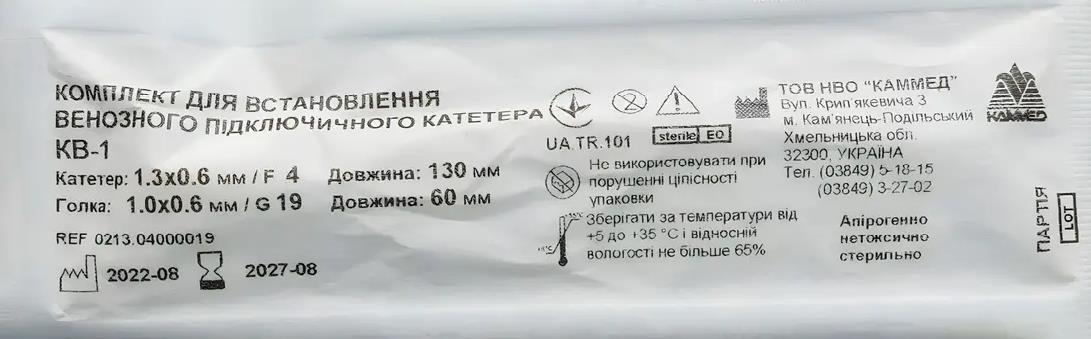 КОМПЛЕКТ ДЛЯ ВСТАНОВЛЕННЯ
ВЕНОЗНОГО ПІДКЛЮЧИЧНОГО КАТЕТЕРА
КВ-1
Катетер: 1.3х0.6 мм / F 4 Довжина: 130 мм
Голка: 1.0х0.6 мм / G 19 Довжина: 60 мм
REF 0213.04000019
2022-08 2027-08
UA.TR.101
sterile EO
Не використовувати при
порушенні цілісності
упаковки
Зберігати за температури від
+5 до +35 °С і відносній
вологості не більше 65%
ТОВ НВО "КАММЕД"
Вул. Крип'якевича 3
м. Кам'янець-Подільський
Хмельницька обл.
32300, УКРАЇНА
Тел. (03849) 5-18-15
(03849) 3-27-02
Апірогенно
нетоксично
стерильно
КАММЕД
ПАРТІЯ
LOT